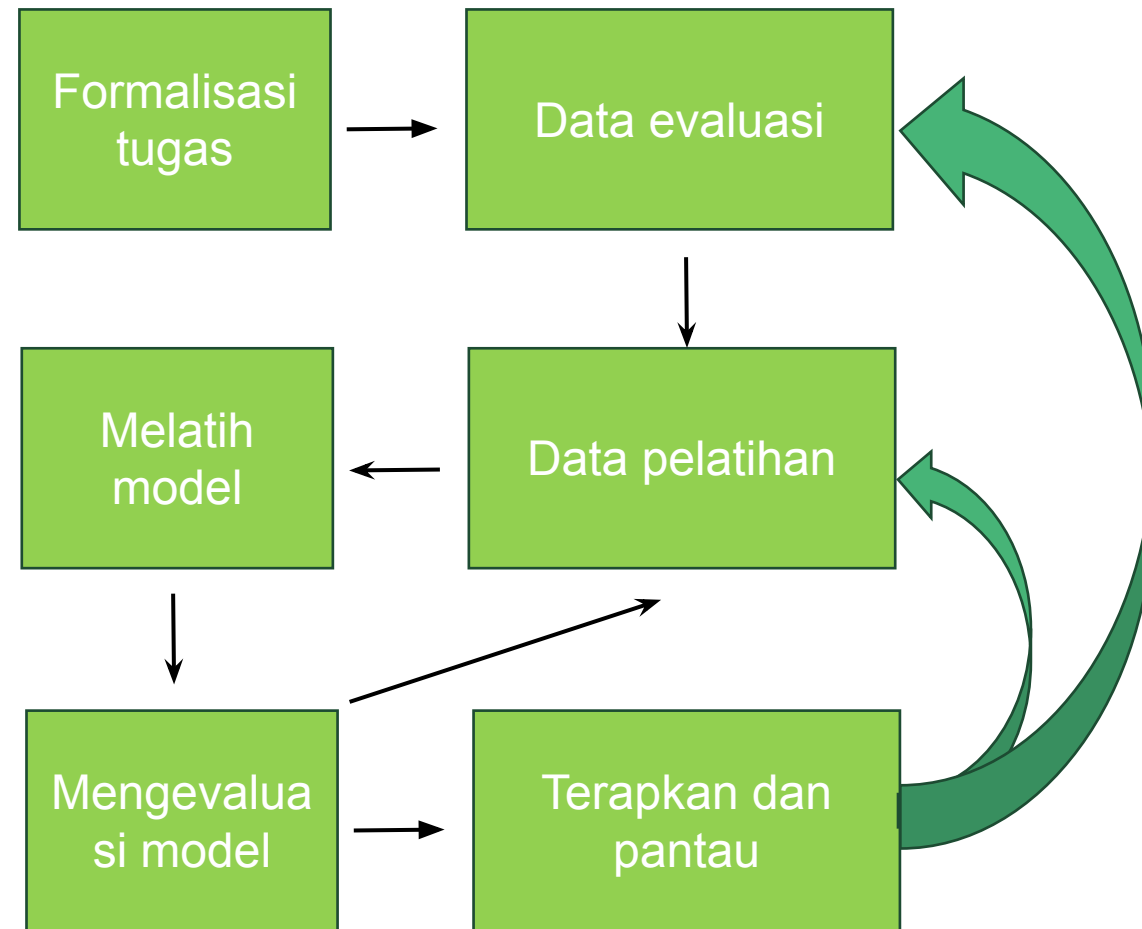 Formalisasi
tugas
Data evaluasi
Melatih
model
Data pelatihan
Mengevalua
si model
Terapkan dan
pantau